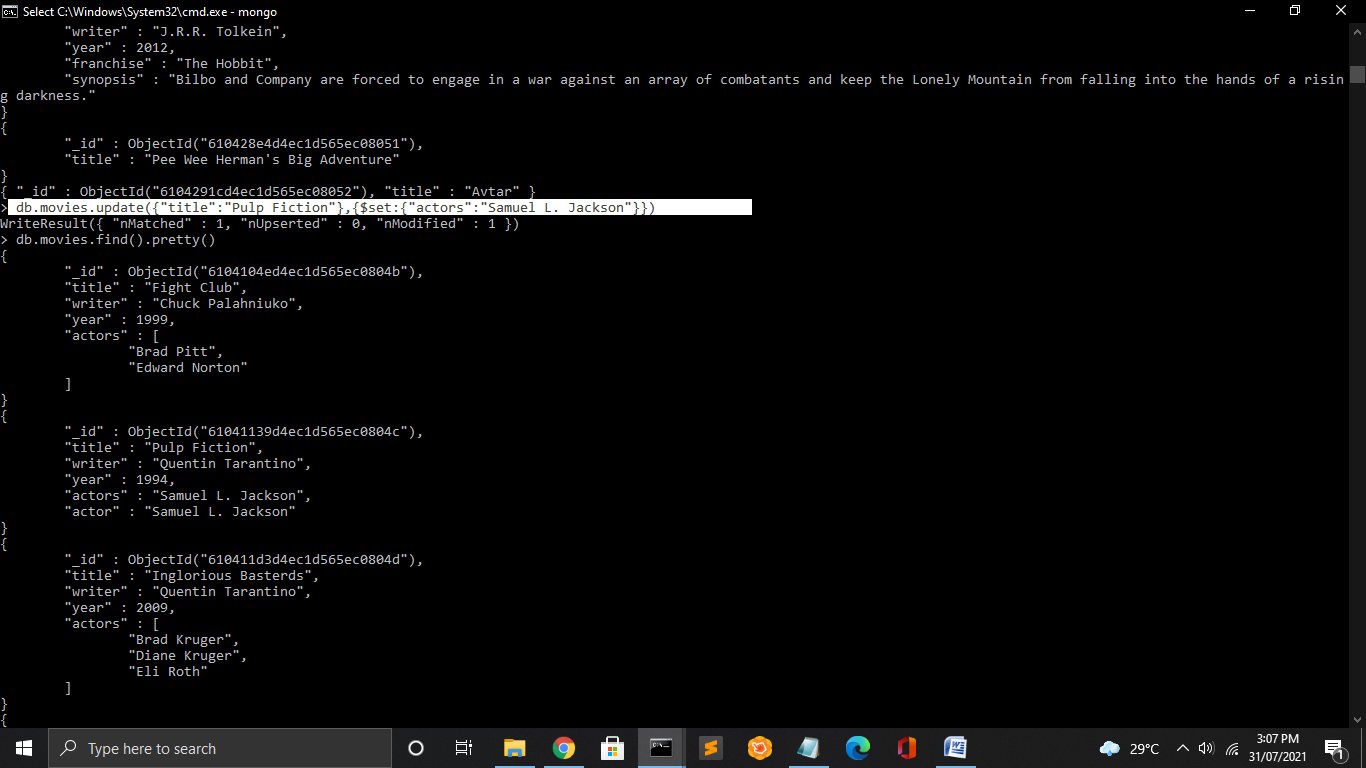 Select C:\Windows\System32\cmd.exe - mongo
"writer" : "J.R.R. Tolkein",
"year" : 2012,
"franchise" : "The Hobbit",
"synopsis" : "Bilbo and Company are forced to engage in a war against an array of combatants and keep the Lonely Mountain from falling into the hands of a risin
g darkness."
}
{
"_id" : ObjectId("610428e4d4ec1d565ec08051"),
"title" : "Pee Wee Herman's Big Adventure"
}
{ "_id" : ObjectId("6104291cd4ec1d565ec08052"), "title" : "Avtar" }
> db.movies.update({"title":"Pulp Fiction"},{$set:{"actors":"Samuel L. Jackson"}})
WriteResult({ "nMatched" : 1, "nUpserted" : 0, "nModified" : 1 })
> db.movies.find().pretty()
{
"_id" : ObjectId("6104104ed4ec1d565ec0804b"),
"title" : "Fight Club",
"writer" : "Chuck Palahniuko",
"year" : 1999,
"actors" : [
"Brad Pitt",
"Edward Norton"
]
}
{
"_id" : ObjectId("61041139d4ec1d565ec0804c"),
"title" : "Pulp Fiction",
"writer" : "Quentin Tarantino",
"year" : 1994,
"actors" : "Samuel L. Jackson",
"actor" : "Samuel L. Jackson"
}
{
"_id" : ObjectId("610411d3d4ec1d565ec0804d"),
"title" : "Inglorious Basterds",
"writer" : "Quentin Tarantino",
"year" : 2009,
"actors" : [
"Brad Kruger",
"Diane Kruger",
"Eli Roth"
]
}
{
Type here to search
29°C
3:07 PM
31/07/2021
1